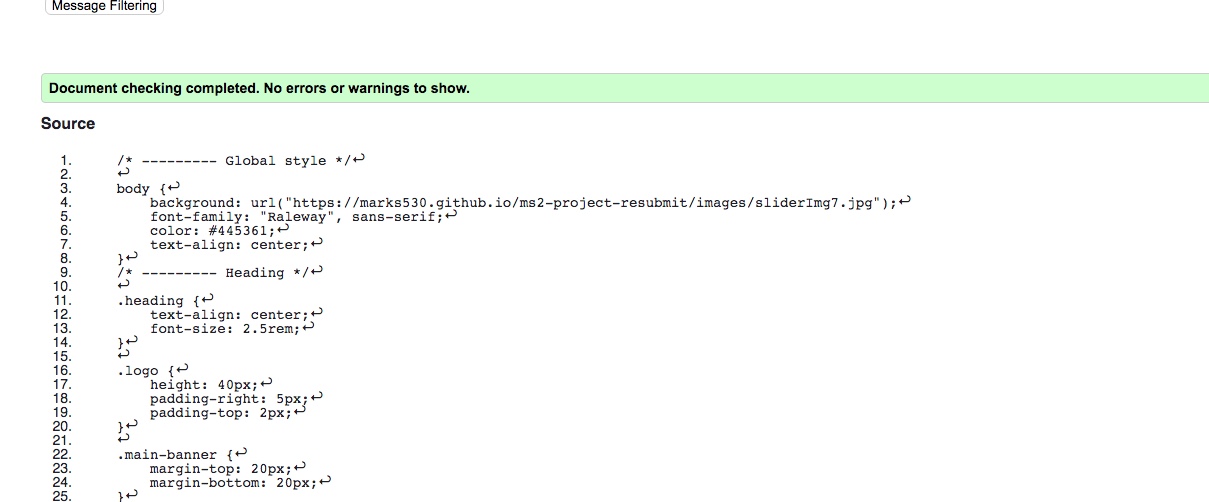 Message Filtering
Document checking completed. No errors or warnings to show.
Source
1. /* --------- Global style */↩
2. ↩
3. body {↩
4.     background: url("https://marks530.github.io/ms2-project-resubmit/images/sliderImg7.jpg");↩
5.     font-family: "Raleway", sans-serif;↩
6.     color: #445361;↩
7.     text-align: center;↩
8. }↩
9. /* --------- Heading */↩
10. ↩
11. .heading {↩
12.     text-align: center;↩
13.     font-size: 2.5rem;↩
14. }↩
15. ↩
16. .logo {↩
17.     height: 40px;↩
18.     padding-right: 5px;↩
19.     padding-top: 2px;↩
20. }↩
21. ↩
22. .main-banner {↩
23.     margin-top: 20px;↩
24.     margin-bottom: 20px;↩
25. }↩